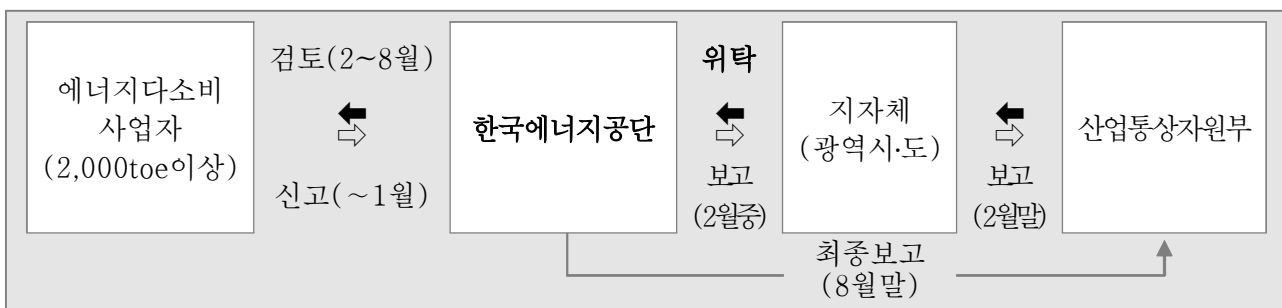 에너지다소비
사업자
(2,000toe이상)
검토(2~8월)
신고(~1월)
한국에너지공단
위탁
보고
(2월중)
지자체
(광역시·도)
보고
(2월말)
산업통상자원부
최종보고
(8월말)